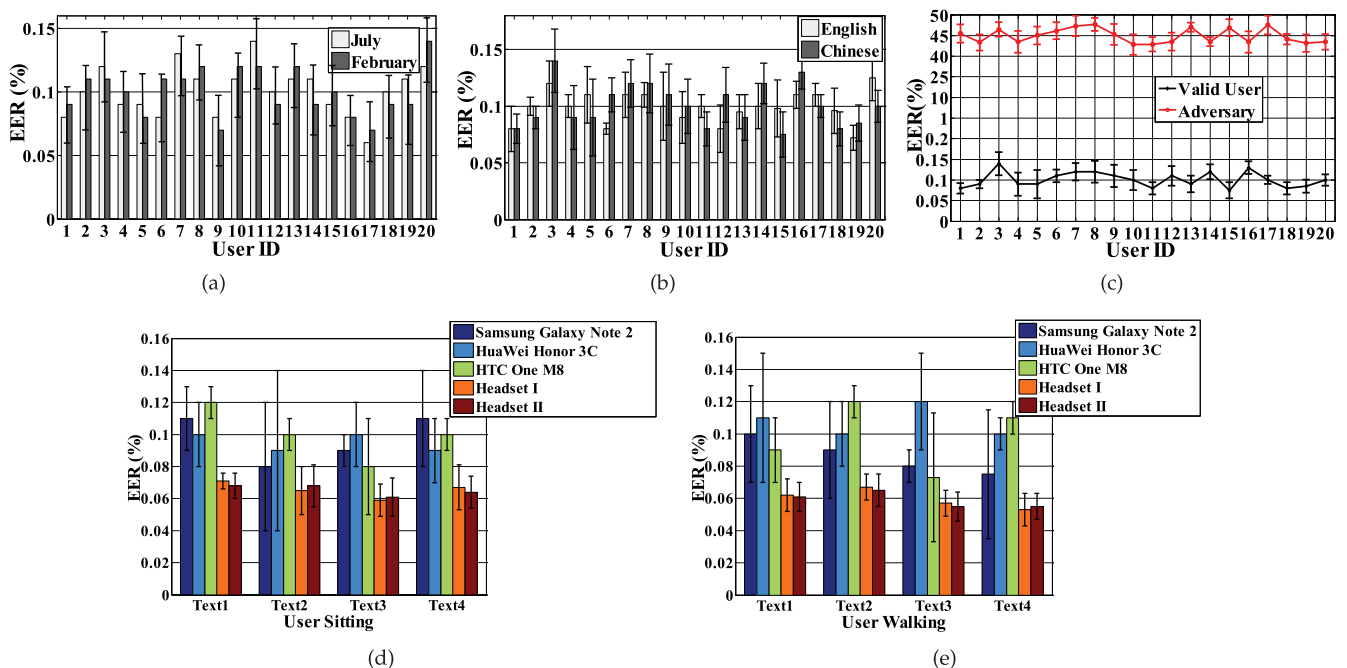 EER (%)
0.15
0.1
0.05
0
July
February
1 2 3 4 5 6 7 8 9 10 11 12 13 14 15 16 17 18 19 20
User ID
(a)
EER (%)
0.15
0.1
0.05
0
English
Chinese
1 2 3 4 5 6 7 8 9 10 11 12 13 14 15 16 17 18 19 20
User ID
(b)
EER(%)
50
45
40
25
10
1
0.2
0.15
0.1
0.05
0
Valid User
Adversary
1 2 3 4 5 6 7 8 9 10 11 12 13 14 15 16 17 18 19 20
User ID
(c)
Samsung Galaxy Note 2
HuaWei Honor 3C
HTC One M8
Headset I
Headset II
EER (%)
0.16
0.14
0.12
0.1
0.08
0.06
0.04
0.02
0
Text1 Text2 Text3 Text4
User Sitting
(d)
Samsung Galaxy Note 2
HuaWei Honor 3C
HTC One M8
Headset I
Headset II
EER (%)
0.16
0.14
0.12
0.1
0.08
0.06
0.04
0.02
0
Text1 Text2 Text3 Text4
User Walking
(e)